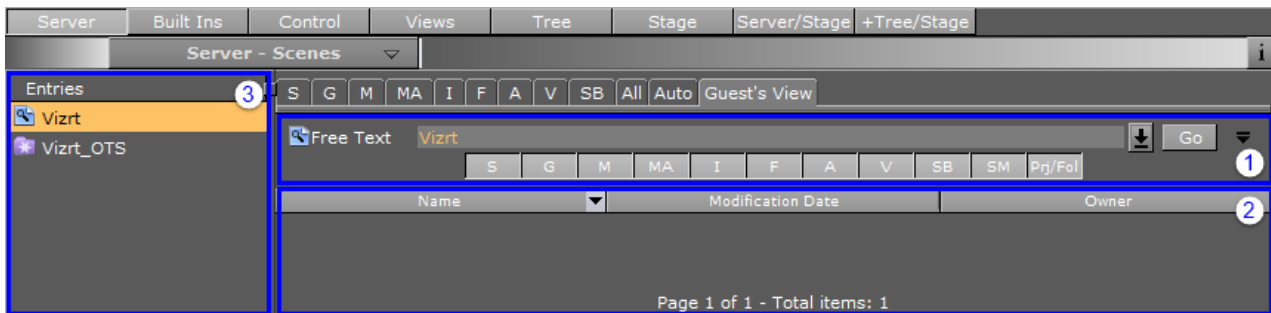 Server Built Ins Control Views Tree Stage Server/Stage +Tree/Stage
Server - Scenes i
Entries 3 S G M MA I F A V SB All Auto Guest's View
Vizrt
Free Text Vizrt Go
Vizrt_OTS
S G M MA I F A V SB SM Prj/Fol 1
Name Modification Date Owner 2
Page 1 of 1 - Total items: 1